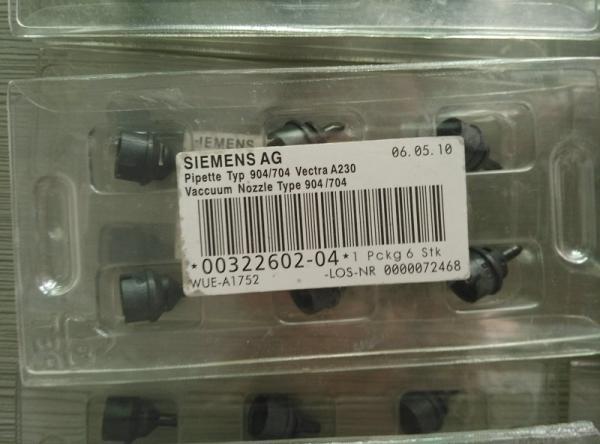 SIEMENS
SIEMENS AG 06.05.10
Pipette Typ 904/704 Vectra A230
Vaccuum Nozzle Type 904/704
*00322602-04* 1 Pckg 6 Stk
WUE-A1752 -LOS-NR 0000072468